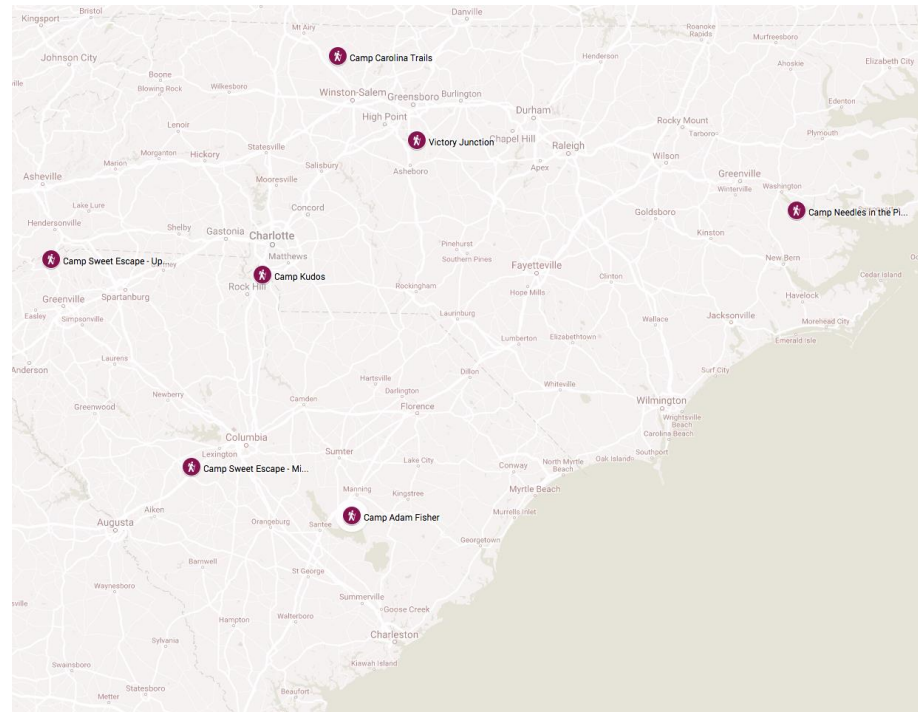 Bristol
Kingsport
Danville
Mt Airy
Roanoke
Rapids
Murfreesboro
Johnson City
Camp Carolina Trails
Henderson
Ahoskie
Elizabeth City
ville
Boone
Blowing Rock
Wilkesboro
Winston-Salem
Greensboro
Burlington
Edenton
High Point
Durham
Lenoir
Rocky Mount
Tarboro
Plymouth
Victory Junction
Chapel Hill
Raleigh
Statesville
Morganton
Hickory
Marion
Salisbury
Asheboro
Apex
Wilson
Asheville
Mooresville
Greenville
Winterville
Washington
Lake Lure
Concord
Goldsboro
Camp Needles in the Pi...
Hendersonville
Shelby
Gastonia
Charlotte
Kinston
Matthews
Pinehurst
Southern Pines
New Bern
Camp Sweet Escape - Up...
ney
Fayetteville
Cedar Island
Camp Kudos
Clinton
Rock Hill
Rockingham
Hope Mills
Havelock
Greenville
Spartanburg
Easley
Simpsonville
Laurinburg
Wallace
Jacksonville
Morehead City
Lumberton
Elizabethtown
Emerald Isle
Laurens
Anderson
Dillon
Surf City
Hartsville
Darlington
Whiteville
Newberry
Camden
Greenwood
Florence
Wilmington
Wrightsville
Beach
Carolina Beach
Columbia
Lexington
Sumter
Lake City
Conway
North Myrtle
Beach
Oak Island
Southport
Camp Sweet Escape - Mi...
Manning
Kingstree
Myrtle Beach
Aiken
Augusta
Orangeburg
Santee
Camp Adam Fisher
Murrells Inlet
Georgetown
Barnwell
St George
Waynesboro
Summerville
Goose Creek
sville
Hampton
Walterboro
Charleston
Sylvania
Kiawah Island
Swainsboro
Statesboro
Metter
Beaufort